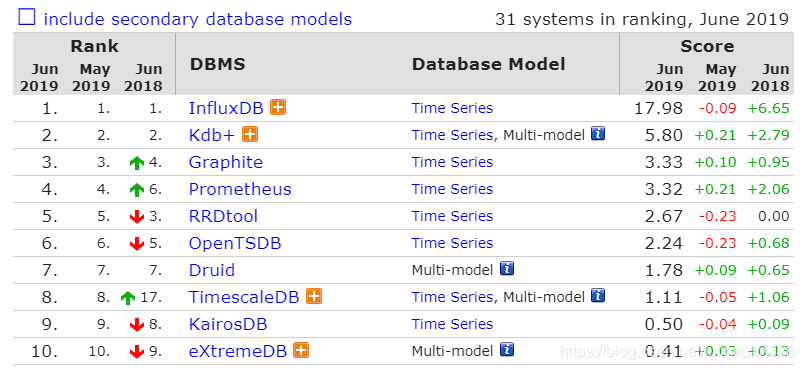 include secondary database models 31 systems in ranking, June 2019
Rank DBMS Database Model Score
Jun 2019 May 2019 Jun 2018 Jun 2019 May 2019 Jun 2018
1. 1. 1. InfluxDB Time Series 17.98 -0.09 +6.65
2. 2. 2. Kdb+ Time Series, Multi-model 5.80 +0.21 +2.79
3. 3. 4. Graphite Time Series 3.33 +0.10 +0.95
4. 4. 6. Prometheus Time Series 3.32 +0.21 +2.06
5. 5. 3. RRDtool Time Series 2.67 -0.23 0.00
6. 6. 5. OpenTSDB Time Series 2.24 -0.23 +0.68
7. 7. 7. Druid Multi-model 1.78 +0.09 +0.65
8. 8. 17. TimescaleDB Time Series, Multi-model 1.11 -0.05 +1.06
9. 9. 8. KairosDB Time Series 0.50 -0.04 +0.09
10. 10. 9. eXtremeDB Multi-model 0.41 +0.03 +0.13